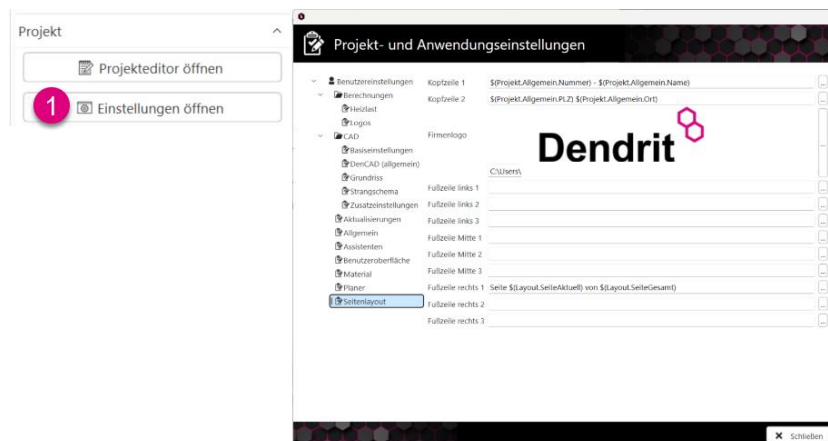 Projekt
Projekteditor öffnen
1
Einstellungen öffnen
Projekt- und Anwendungseinstellungen
Benutzereinstellungen
Berechnungen
Heizlast
Logos
CAD
Basiseinstellungen
DenCAD (allgemein)
Grundriss
Strangschema
Zusatzeinstellungen
Aktualisierungen
Allgemein
Assistenten
Benutzeroberfläche
Material
Planer
Seitenlayout
Kopfzeile 1 $(Projekt.Allgemein.Nummer) - $(Projekt.Allgemein.Name)
Kopfzeile 2 $(Projekt.Allgemein.PLZ) $(Projekt.Allgemein.Ort)
Firmenlogo
Dendrit
C:\Users\
Fußzeile links 1
Fußzeile links 2
Fußzeile links 3
Fußzeile Mitte 1
Fußzeile Mitte 2
Fußzeile Mitte 3
Fußzeile rechts 1 Seite $(Layout.SeiteAktuell) von $(Layout.SeiteGesamt)
Fußzeile rechts 2
Fußzeile rechts 3
Schließen